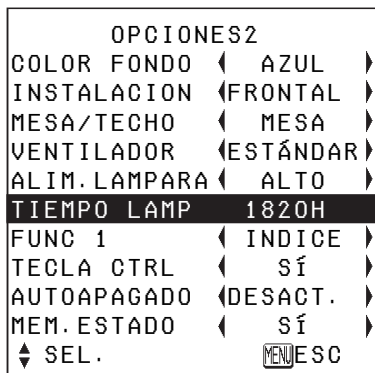 OPCIONES2
COLOR FONDO AZUL
INSTALACION FRONTAL
MESA/TECHO MESA
VENTILADOR ESTÁNDAR
ALIM.LAMPARA ALTO
TIEMPO LAMP 1820H
FUNC 1 INDICE
TECLA CTRL SÍ
AUTOAPAGADO DESACT.
MEM.ESTADO SÍ
SEL. MENU ESC